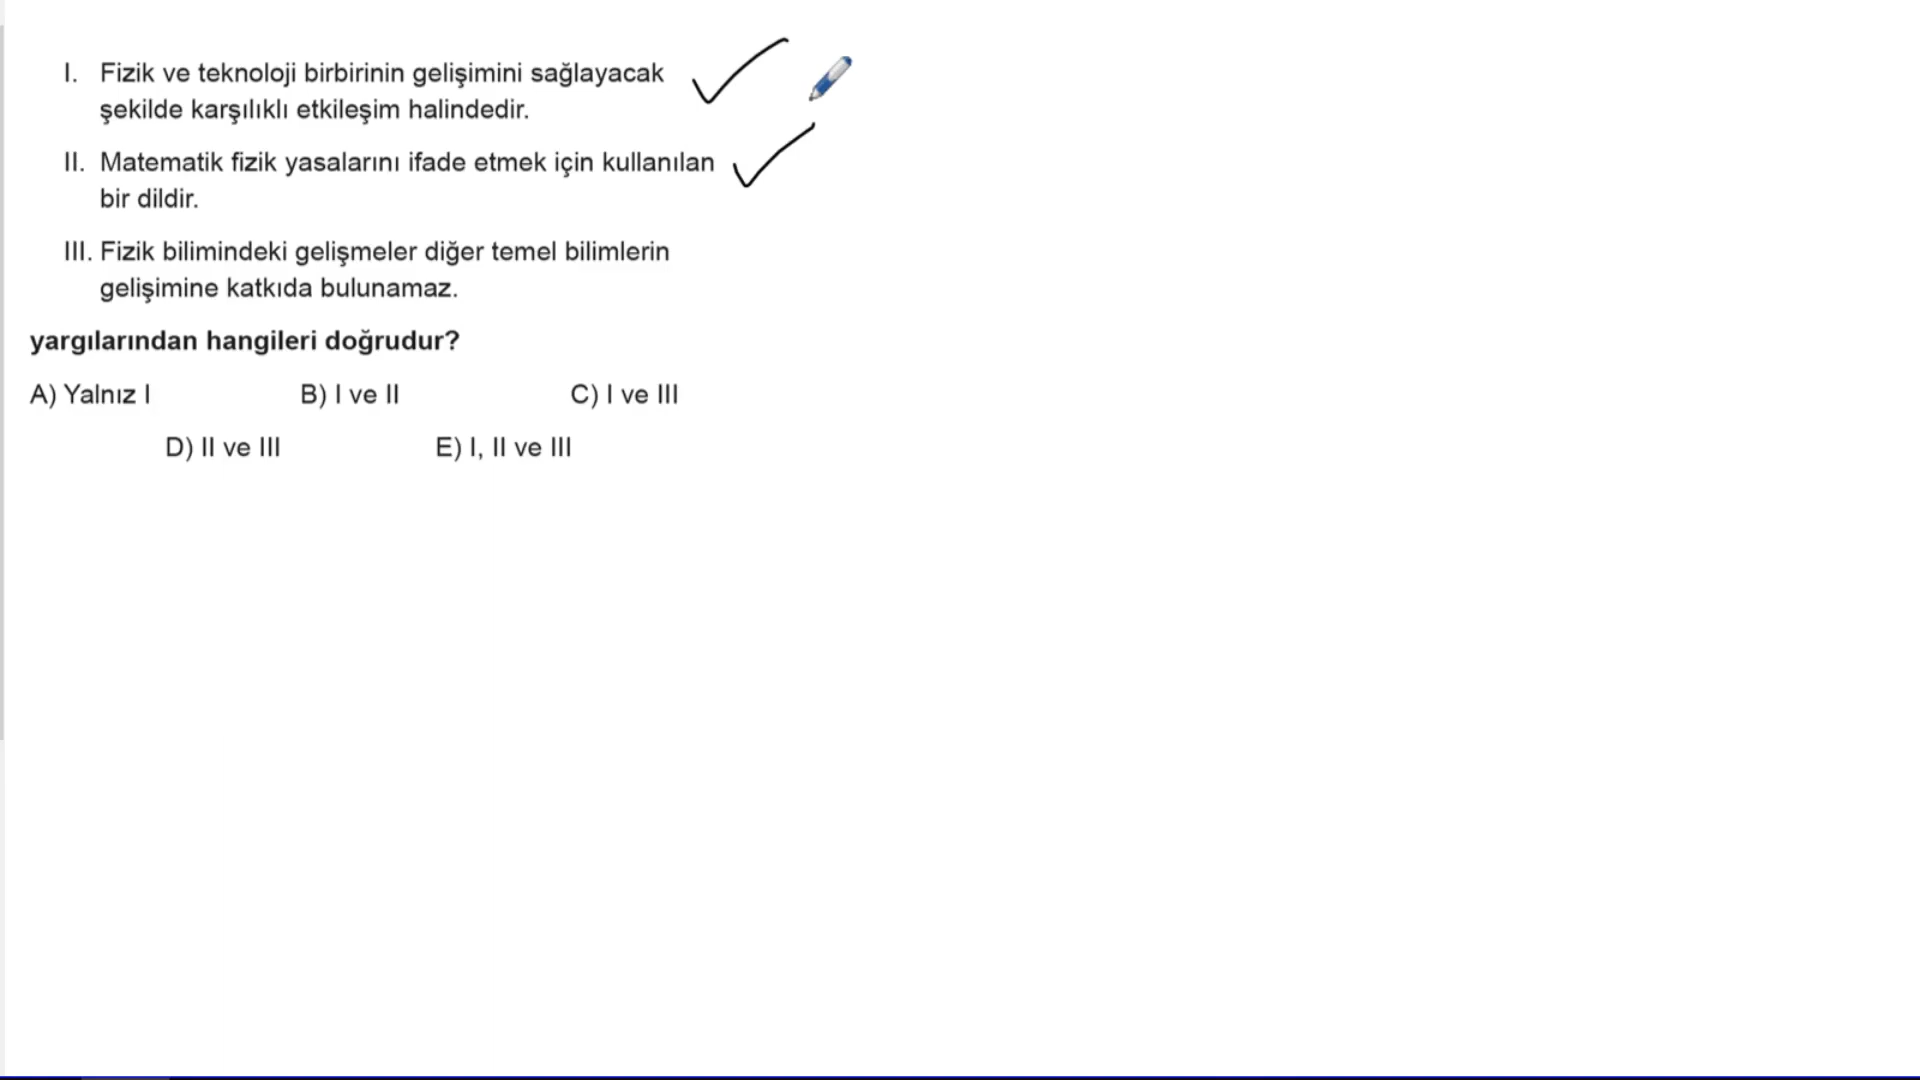 I. Fizik ve teknoloji birbirinin gelişimini sağlayacak
şekilde karşılıklı etkileşim halindedir.
II. Matematik fizik yasalarını ifade etmek için kullanılan
bir dildir.
III. Fizik bilimindeki gelişmeler diğer temel bilimlerin
gelişimine katkıda bulunamaz.
yargılarından hangileri doğrudur?
A) Yalnız I B) I ve II C) I ve III
D) II ve III E) I, II ve III